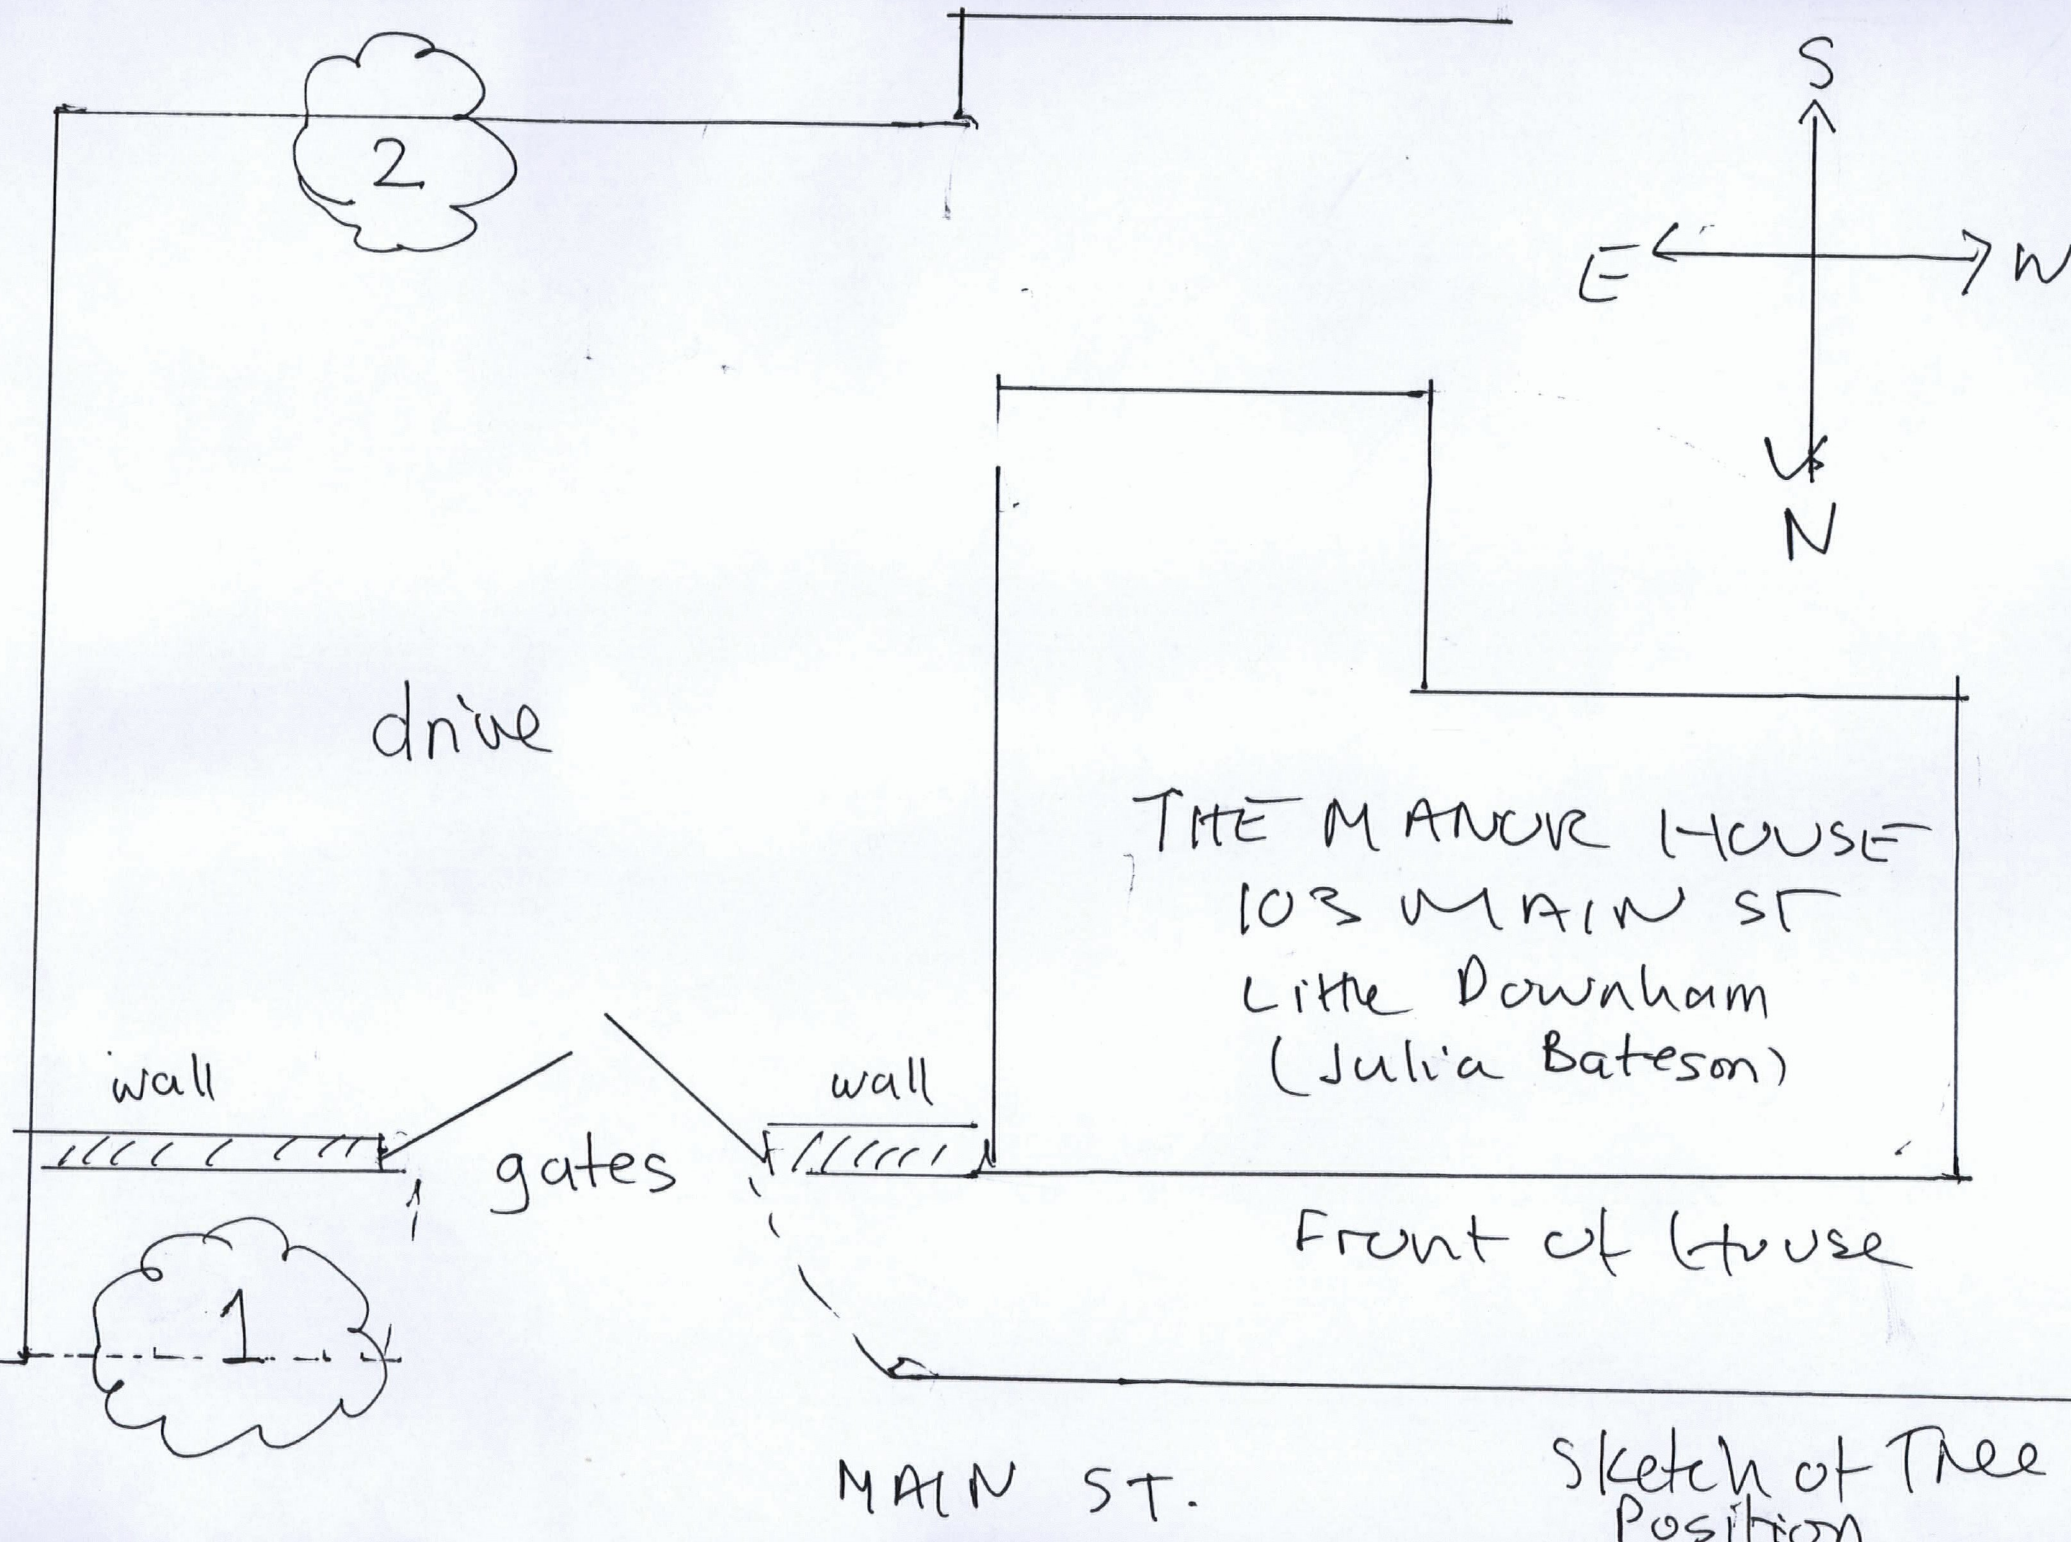 S
2
E
W
N
drive
THE MANOR HOUSE
103 MAIN ST
Little Downham
(Julia Bateson)
wall
wall
gates
Front of House
1
MAIN ST.
Sketch of Tree
Position